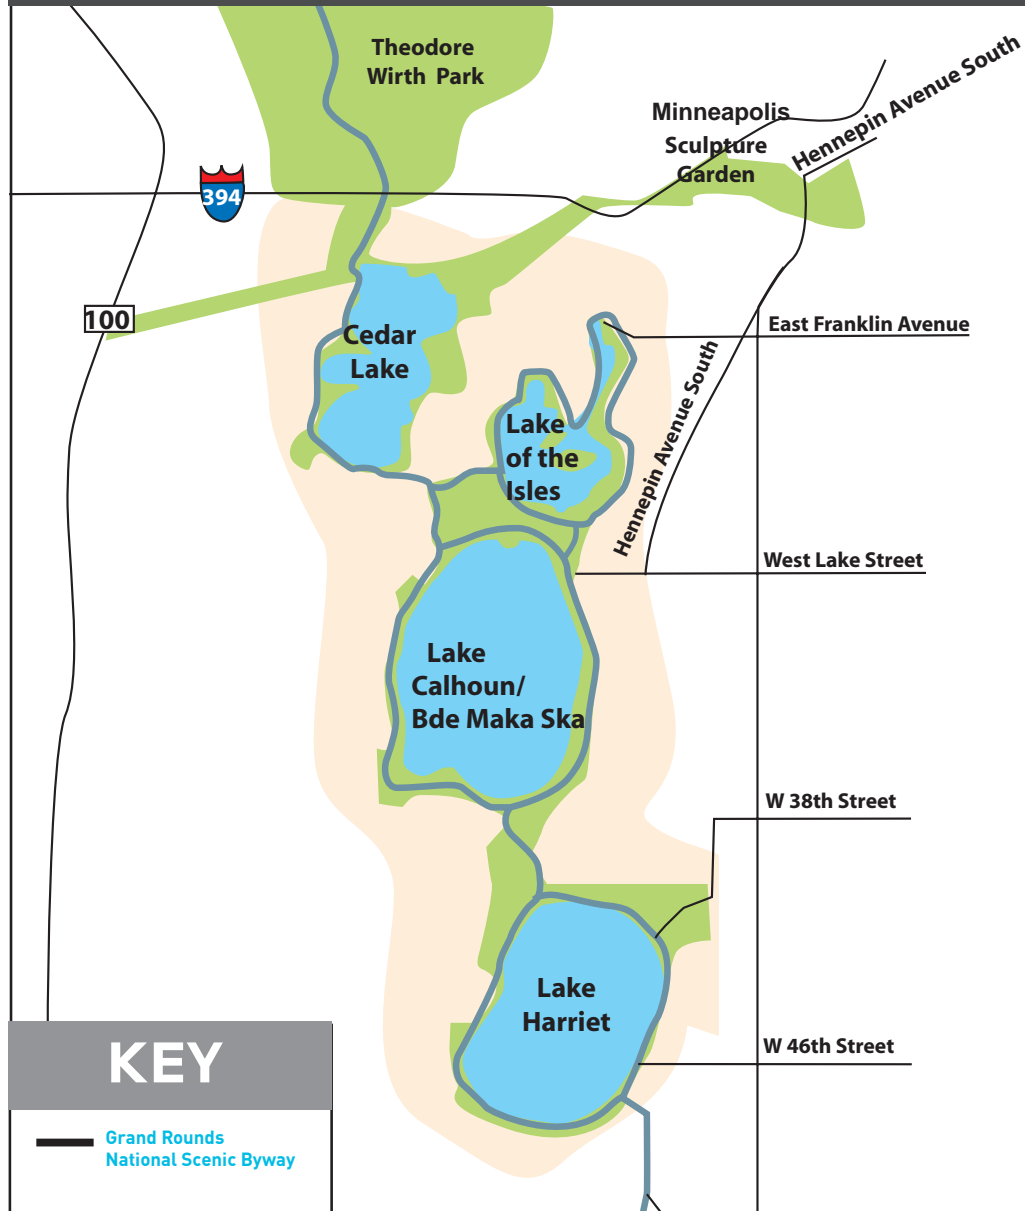 Theodore
Wirth Park
Minneapolis
Sculpture
Garden
Hennepin Avenue South
394
100
East Franklin Avenue
Cedar
Lake
Hennepin Avenue South
Lake
of the
Isles
West Lake Street
Lake
Calhoun/
Bde Maka Ska
W 38th Street
Lake
Harriet
W 46th Street
KEY
Grand Rounds
National Scenic Byway